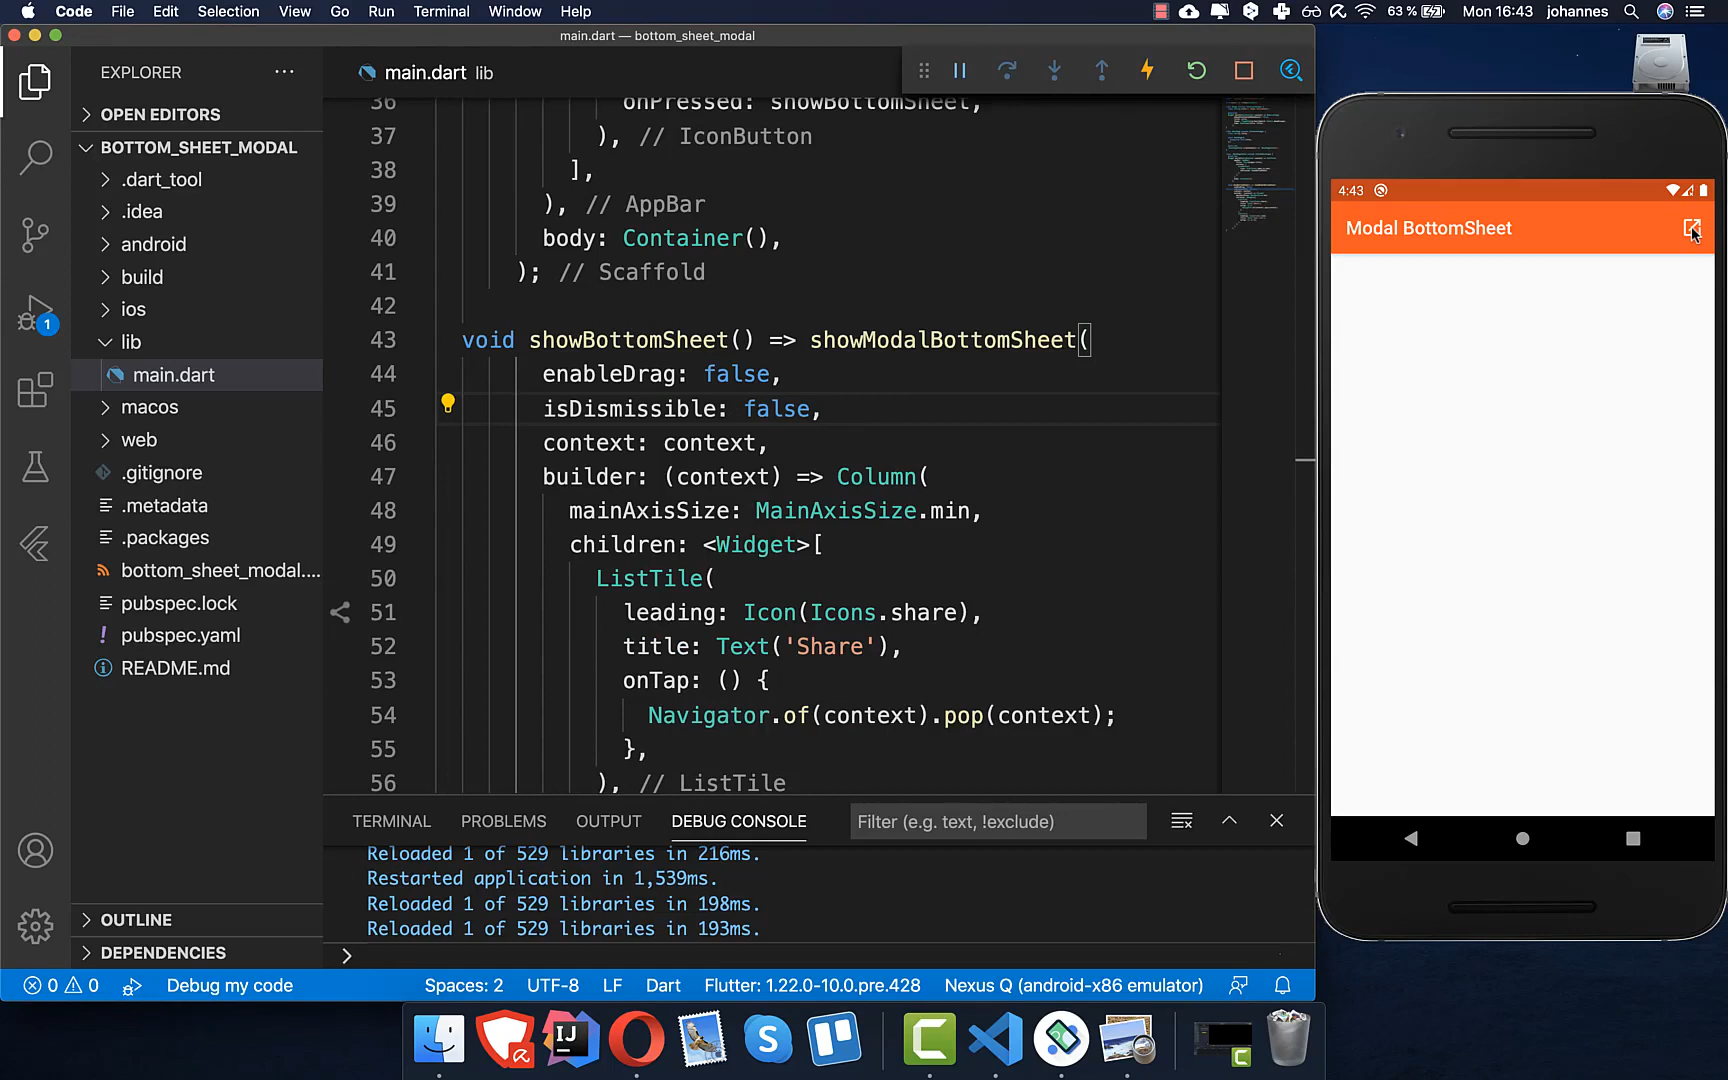 Code File Edit Selection View Go Run Terminal Window Help
63 % Mon 16:43 johannes
main.dart — bottom_sheet_modal
EXPLORER
OPEN EDITORS
BOTTOM_SHEET_MODAL
.dart_tool
.idea
android
build
ios
lib
main.dart
macos
web
.gitignore
.metadata
.packages
bottom_sheet_modal....
pubspec.lock
pubspec.yaml
README.md
OUTLINE
DEPENDENCIES
1
main.dart lib
36 onPressed: showBottomSheet,
37 ), // IconButton
38 ],
39 ), // AppBar
40 body: Container(),
41 ); // Scaffold
42
43 void showBottomSheet() => showModalBottomSheet(
44 enableDrag: false,
45 isDismissible: false,
46 context: context,
47 builder: (context) => Column(
48 mainAxisSize: MainAxisSize.min,
49 children: <Widget>[
50 ListTile(
51 leading: Icon(Icons.share),
52 title: Text('Share'),
53 onTap: () {
54 Navigator.of(context).pop(context);
55 },
56 ), // ListTile
TERMINAL PROBLEMS OUTPUT DEBUG CONSOLE Filter (e.g. text, !exclude)
Reloaded 1 of 529 libraries in 216ms.
Restarted application in 1,539ms.
Reloaded 1 of 529 libraries in 198ms.
Reloaded 1 of 529 libraries in 193ms.
0 0 Debug my code Spaces: 2 UTF-8 LF Dart Flutter: 1.22.0-10.0.pre.428 Nexus Q (android-x86 emulator)
4:43
Modal BottomSheet
IJ